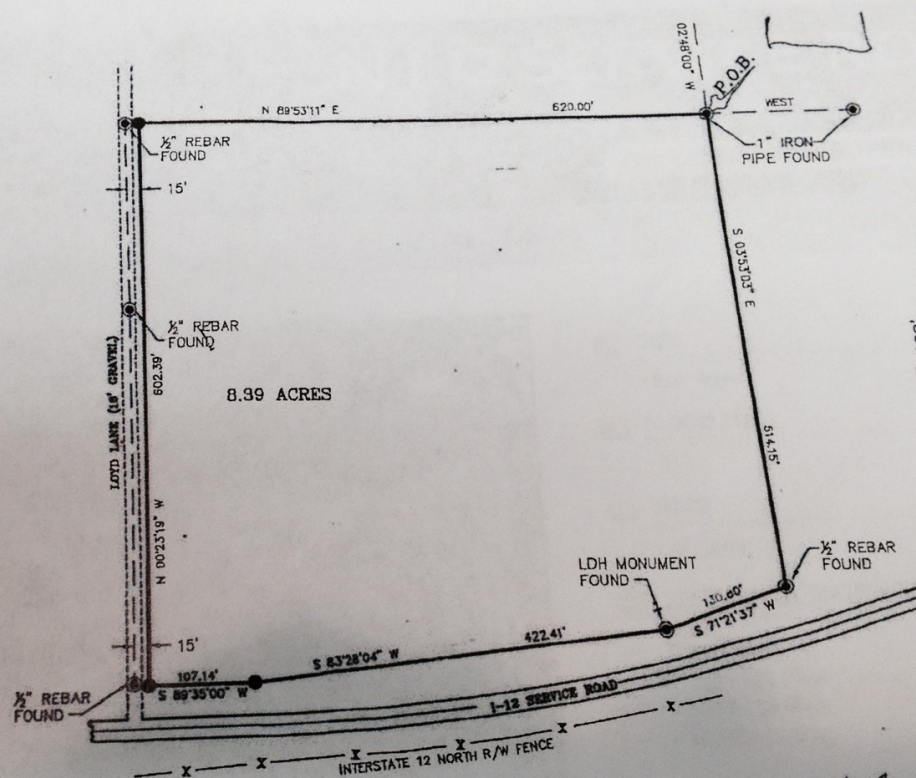 02°48'00" W
P.O.B.
N 89°53'11" E
620.00'
WEST
1" IRON
PIPE FOUND
½" REBAR
FOUND
15'
S 03°53'03" E
½" REBAR
FOUND
LOYD LANE (18' GRAVEL)
602.39'
8.39 ACRES
514.15'
N 00°23'19" W
LDH MONUMENT
FOUND
½" REBAR
FOUND
130.60'
S 71°21'37" W
15'
422.41'
S 83°28'04" W
107.14'
S 89°35'00" W
½" REBAR
FOUND
I-12 SERVICE ROAD
X X X X X X
INTERSTATE 12 NORTH R/W FENCE